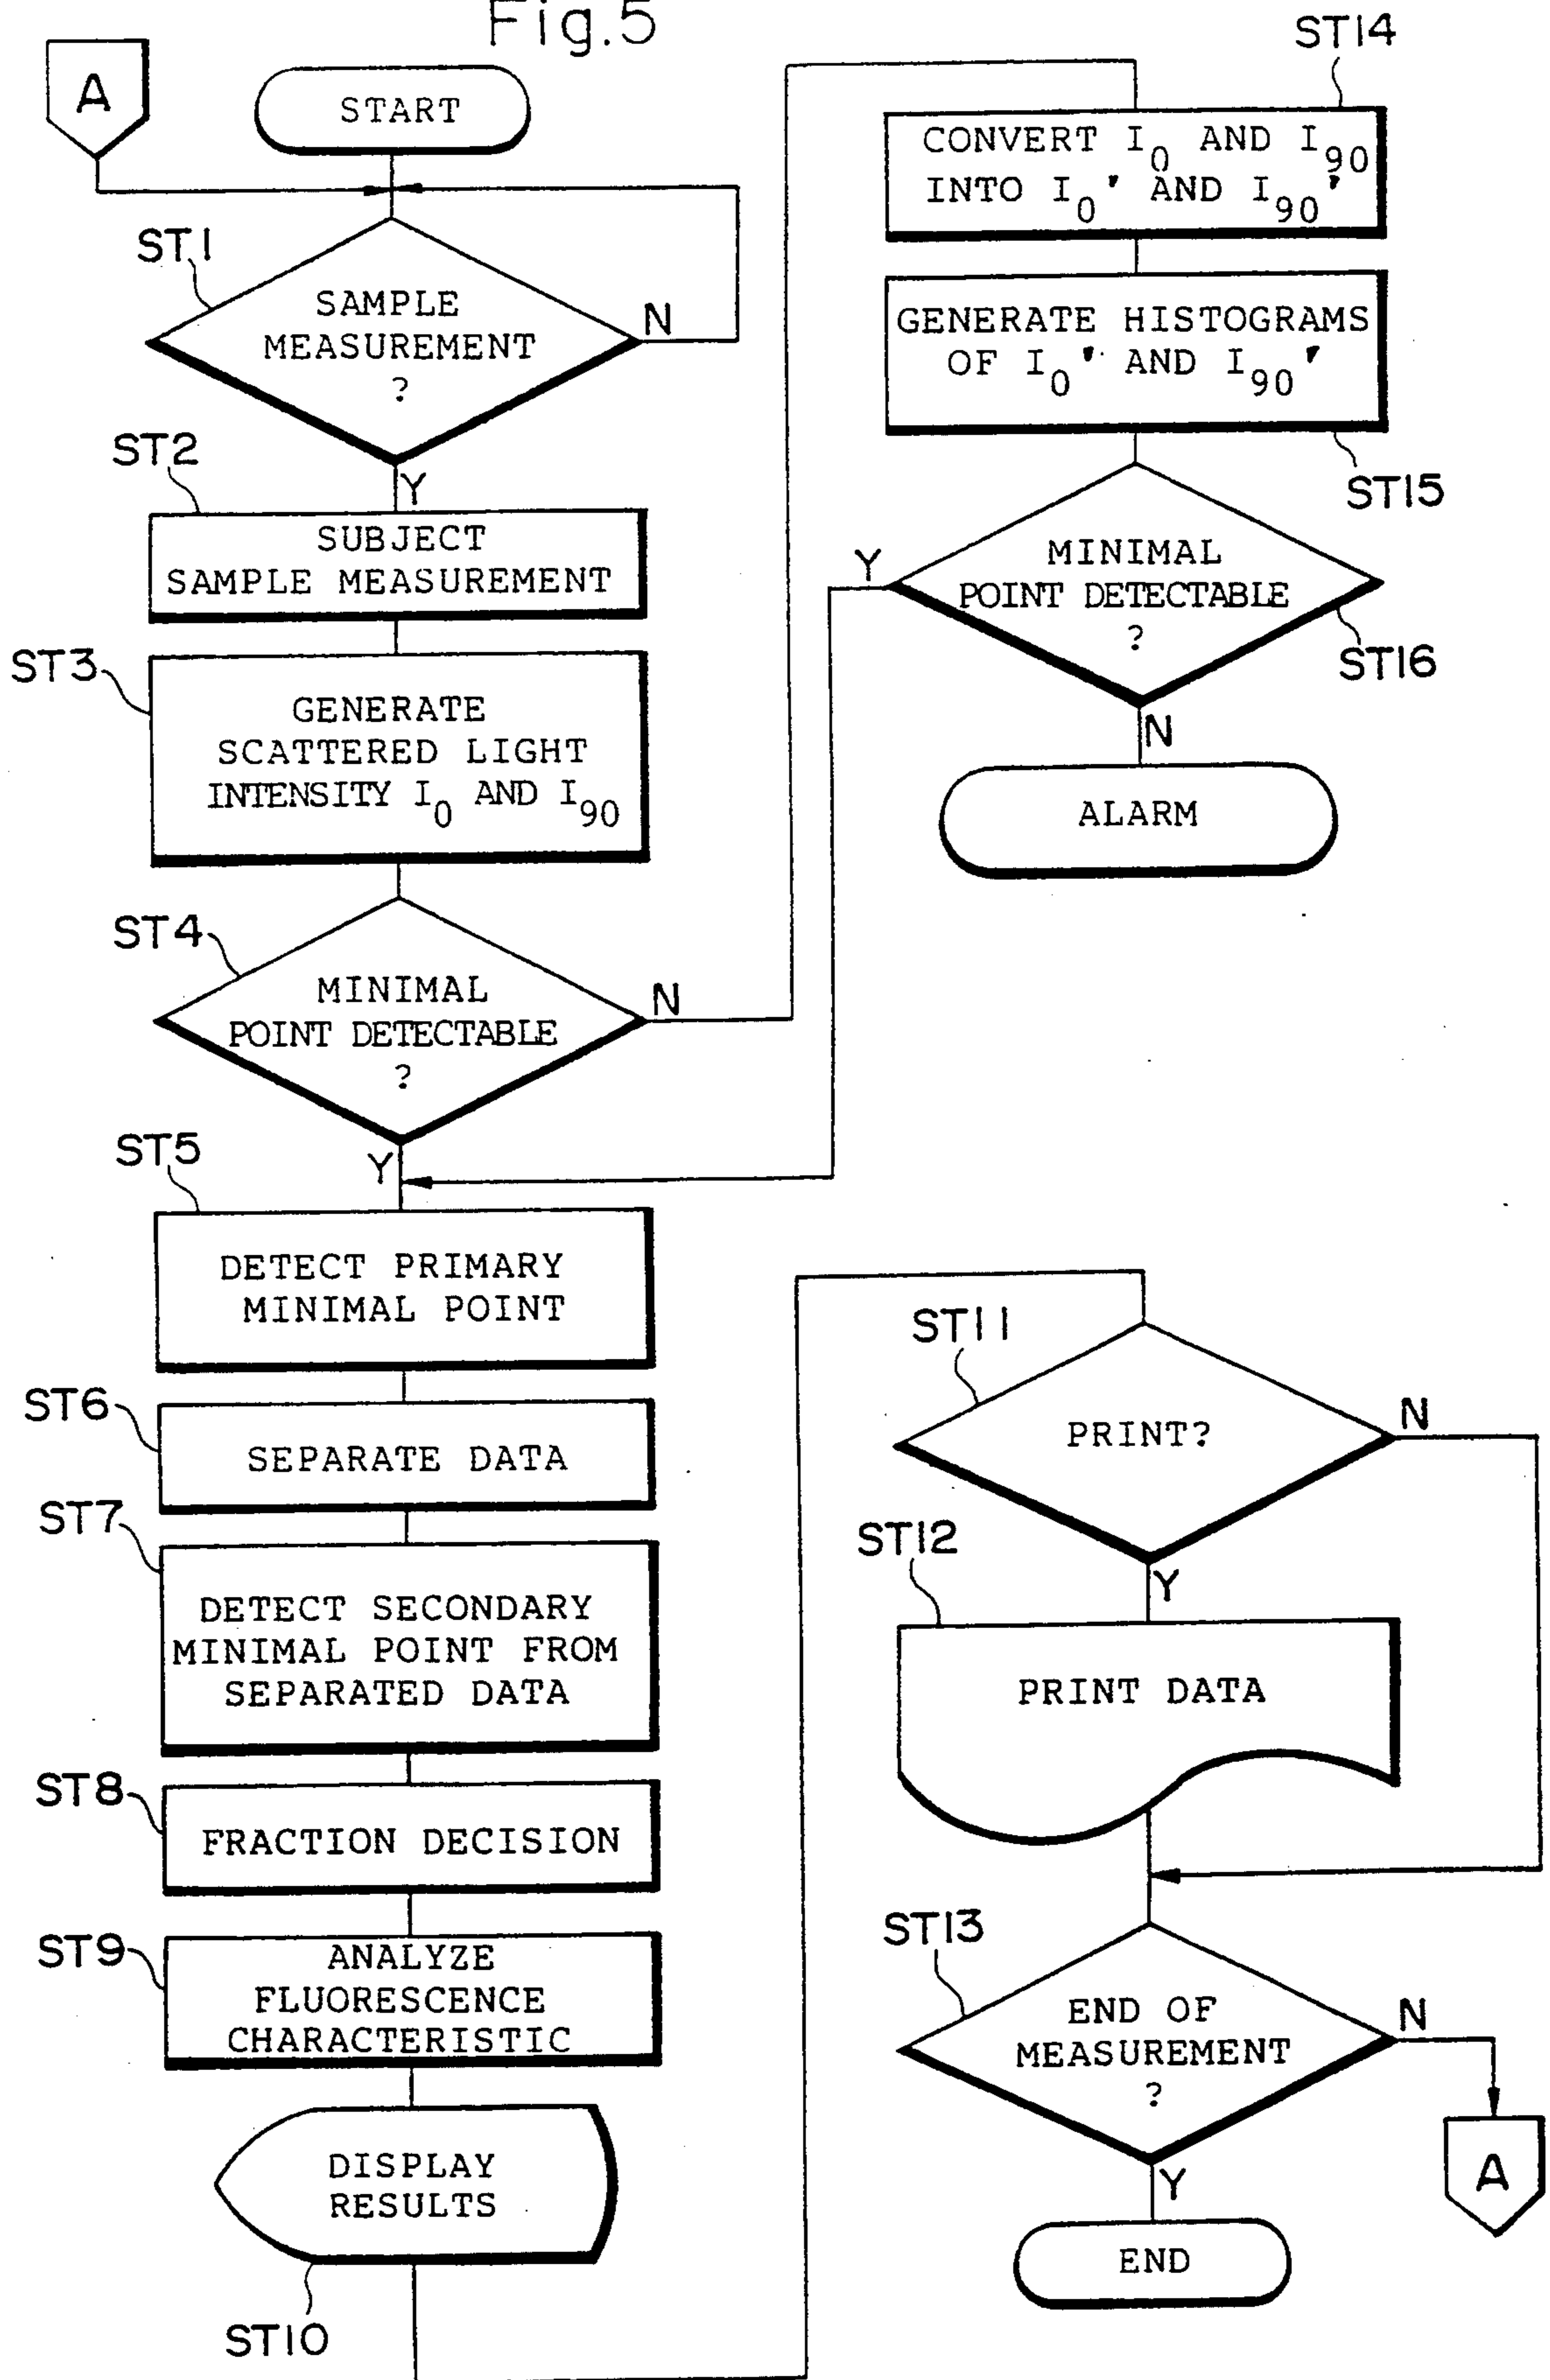 Fig.5
A
START
ST1
SAMPLE
MEASUREMENT
?
N
Y
ST2
SUBJECT
SAMPLE MEASUREMENT
ST3
GENERATE
SCATTERED LIGHT
INTENSITY I0 AND I90
ST4
MINIMAL
POINT DETECTABLE
?
N
Y
ST5
DETECT PRIMARY
MINIMAL POINT
ST6
SEPARATE DATA
ST7
DETECT SECONDARY
MINIMAL POINT FROM
SEPARATED DATA
ST8
FRACTION DECISION
ST9
ANALYZE
FLUORESCENCE
CHARACTERISTIC
DISPLAY
RESULTS
ST10
ST14
CONVERT I0 AND I90
INTO I0' AND I90'
GENERATE HISTOGRAMS
OF I0' AND I90'
ST15
MINIMAL
POINT DETECTABLE
?
Y
ST16
N
ALARM
ST11
PRINT?
N
Y
ST12
PRINT DATA
ST13
END OF
MEASUREMENT
?
N
A
Y
END